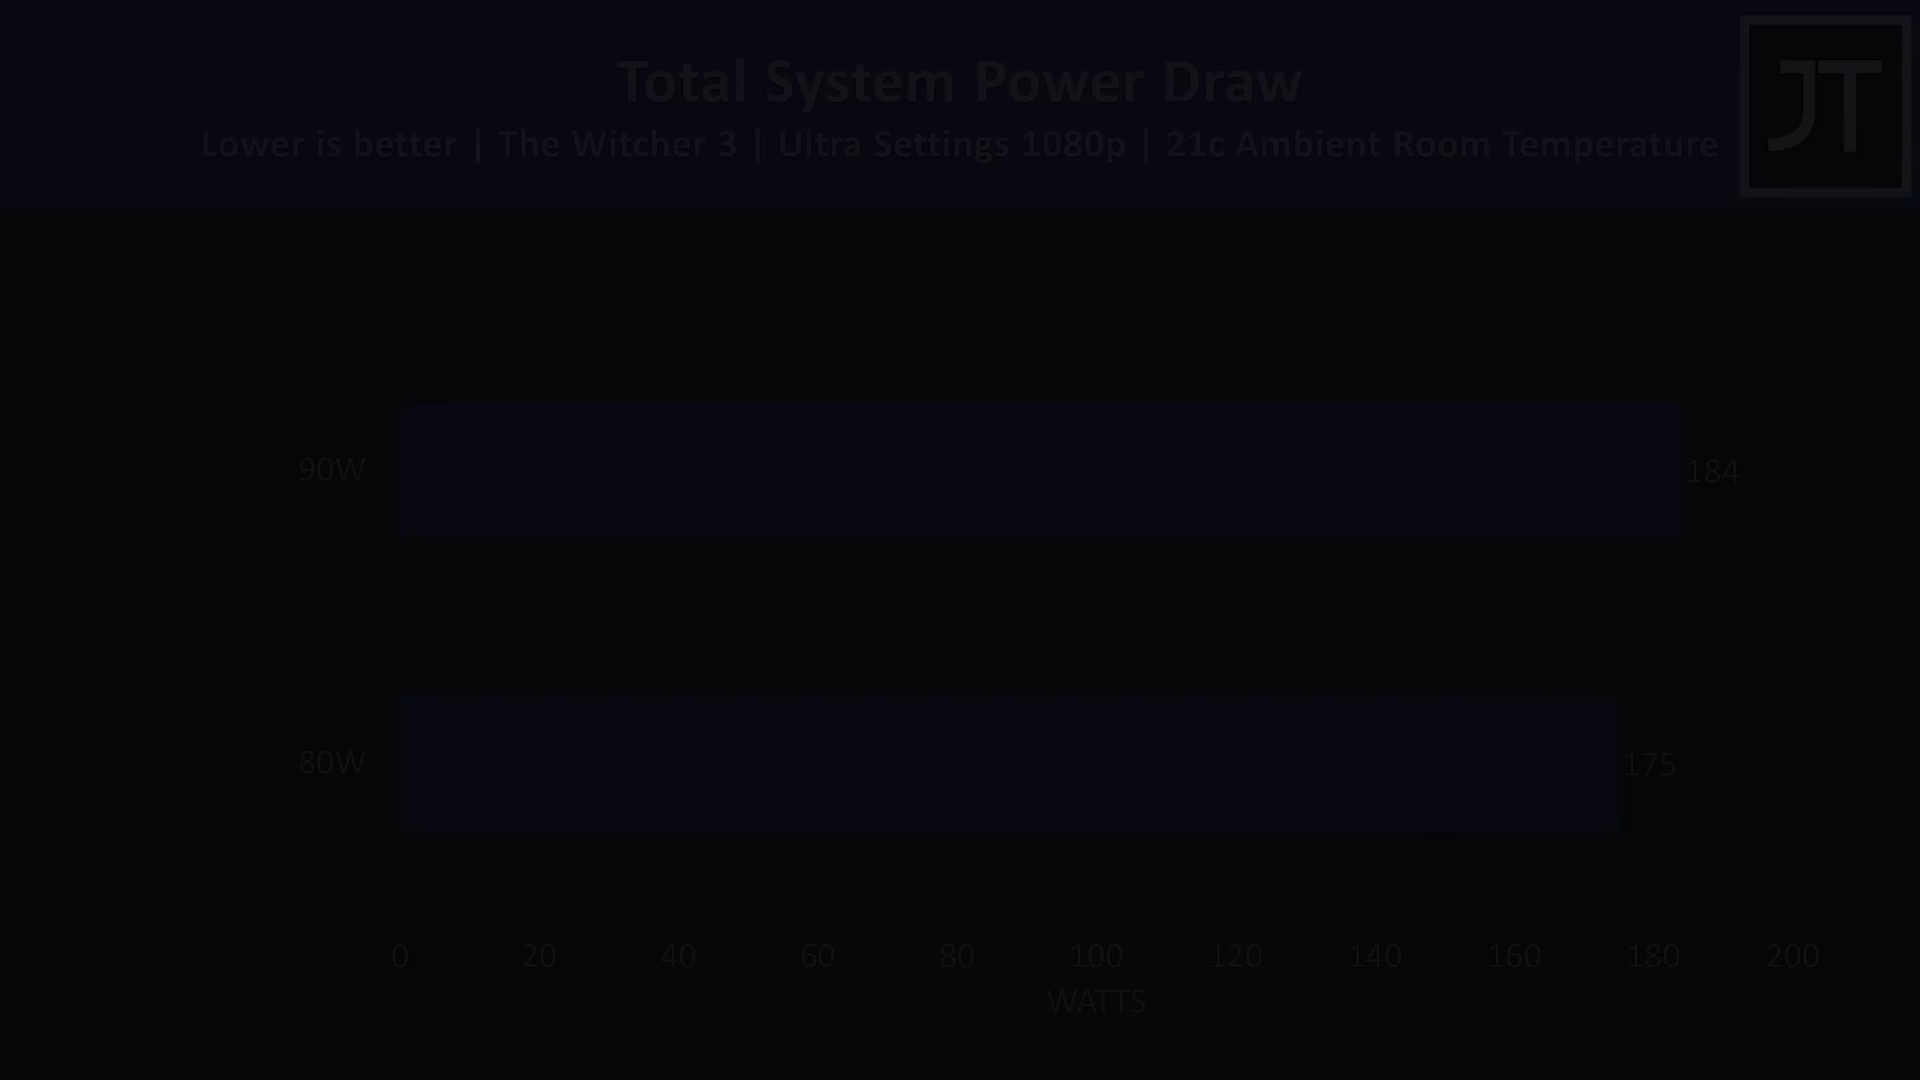 Total System Power Draw
JT
Lower is better | The Witcher 3 | Ultra Settings 1080p | 21c Ambient Room Temperature
90W
184
80W
175
0 20 40 60 80 100 120 140 160 180 200
WATTS